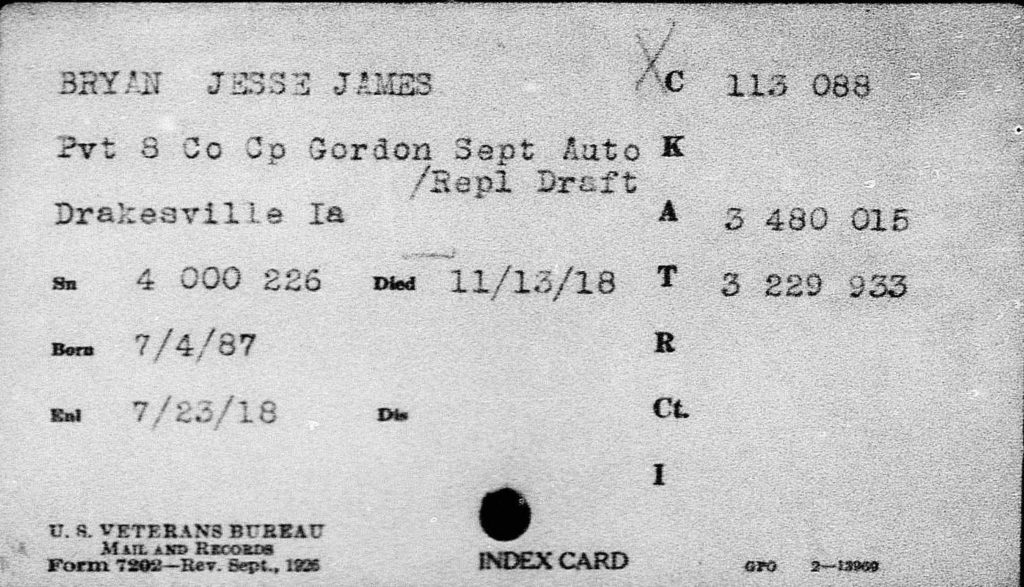 BRYAN JESSE JAMES X C 113 088
Pvt 8 Co Cp Gordon Sept Auto K
/Repl Draft
Drakesville Ia A 3 480 015
Sn 4 000 226 Died 11/13/18 T 3 229 933
Born 7/4/87 R
Enl 7/23/18 Dis Ct.
I
U. S. VETERANS BUREAU
MAIL AND RECORDS
Form 7202—Rev. Sept., 1926
INDEX CARD
GPO 2—13969